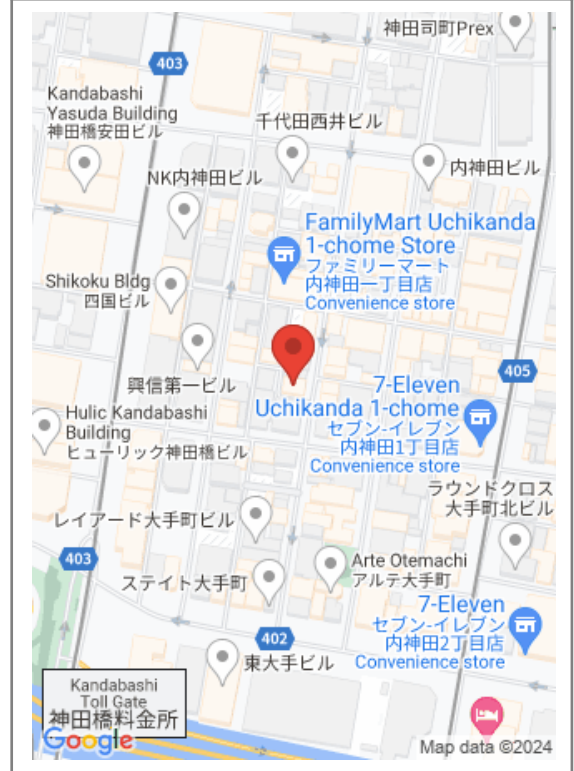 神田司町Prex
403
Kandabashi
Yasuda Building
神田橋安田ビル
千代田西井ビル
内神田ビル
NK内神田ビル
FamilyMart Uchikanda
1-chome Store
ファミリーマート
内神田一丁目店
Convenience store
Shikoku Bldg
四国ビル
405
興信第一ビル
7-Eleven
Uchikanda 1-chome
セブン-イレブン
内神田1丁目店
Convenience store
Hulic Kandabashi
Building
ヒューリック神田橋ビル
ラウンドクロス
大手町北ビル
レイアード大手町ビル
403
Arte Otemachi
アルテ大手町
ステイト大手町
7-Eleven
セブン-イレブン
内神田2丁目店
Convenience store
402
東大手ビル
Kandabashi
Toll Gate
神田橋料金所
Google
Map data ©2024